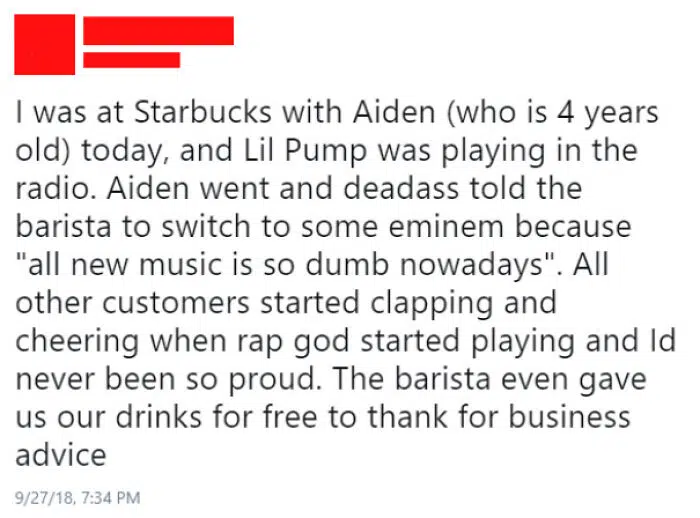 I was at Starbucks with Aiden (who is 4 years
old) today, and Lil Pump was playing in the
radio. Aiden went and deadass told the
barista to switch to some eminem because
"all new music is so dumb nowadays". All
other customers started clapping and
cheering when rap god started playing and Id
never been so proud. The barista even gave
us our drinks for free to thank for business
advice
9/27/18, 7:34 PM